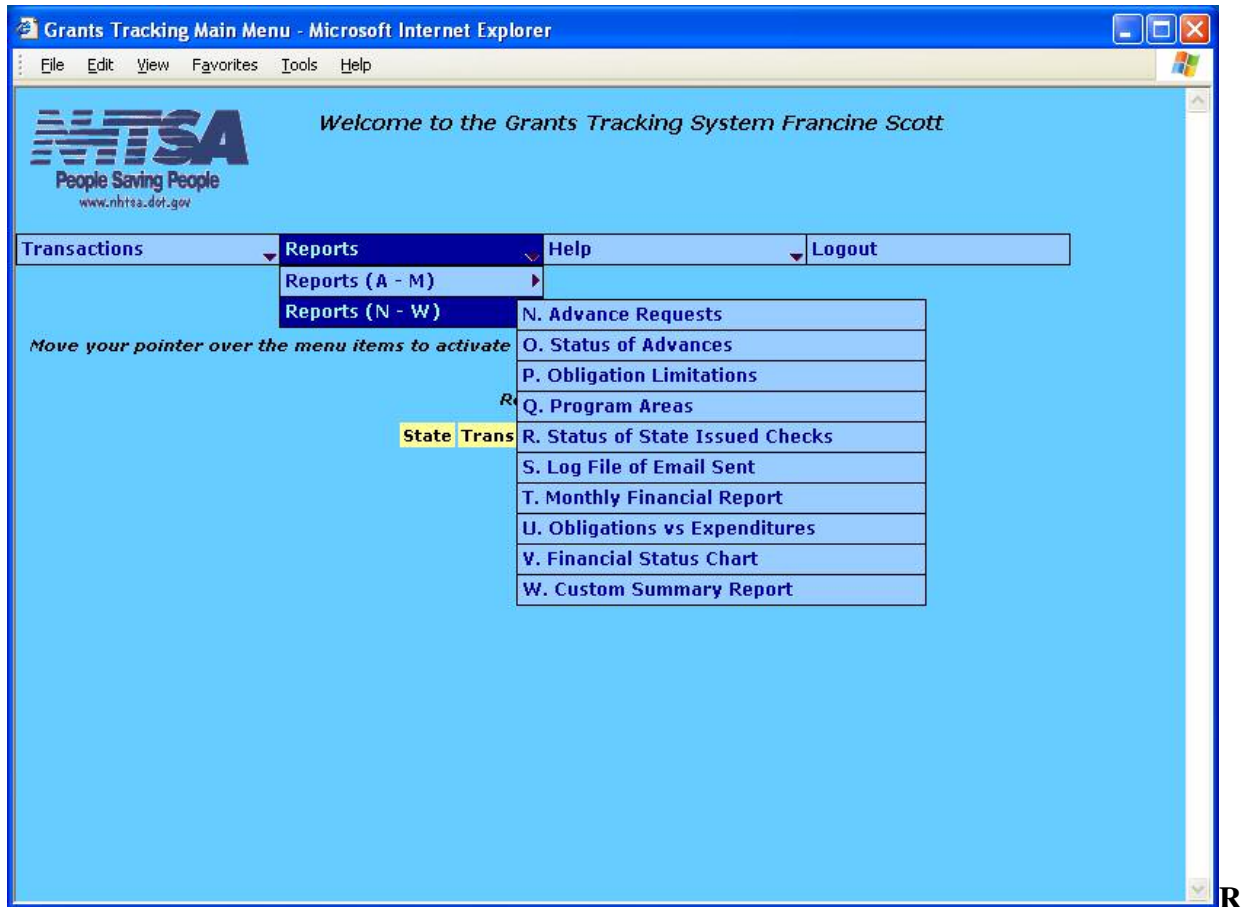 Grants Tracking Main Menu - Microsoft Internet Explorer
File Edit View Favorites Tools Help
NHTSA
People Saving People
www.nhtsa.dot.gov
Welcome to the Grants Tracking System Francine Scott
Transactions Reports Help Logout
Reports (A - M)
Reports (N - W)
N. Advance Requests
Move your pointer over the menu items to activate
O. Status of Advances
P. Obligation Limitations
Q. Program Areas
State Trans
R. Status of State Issued Checks
S. Log File of Email Sent
T. Monthly Financial Report
U. Obligations vs Expenditures
V. Financial Status Chart
W. Custom Summary Report
R